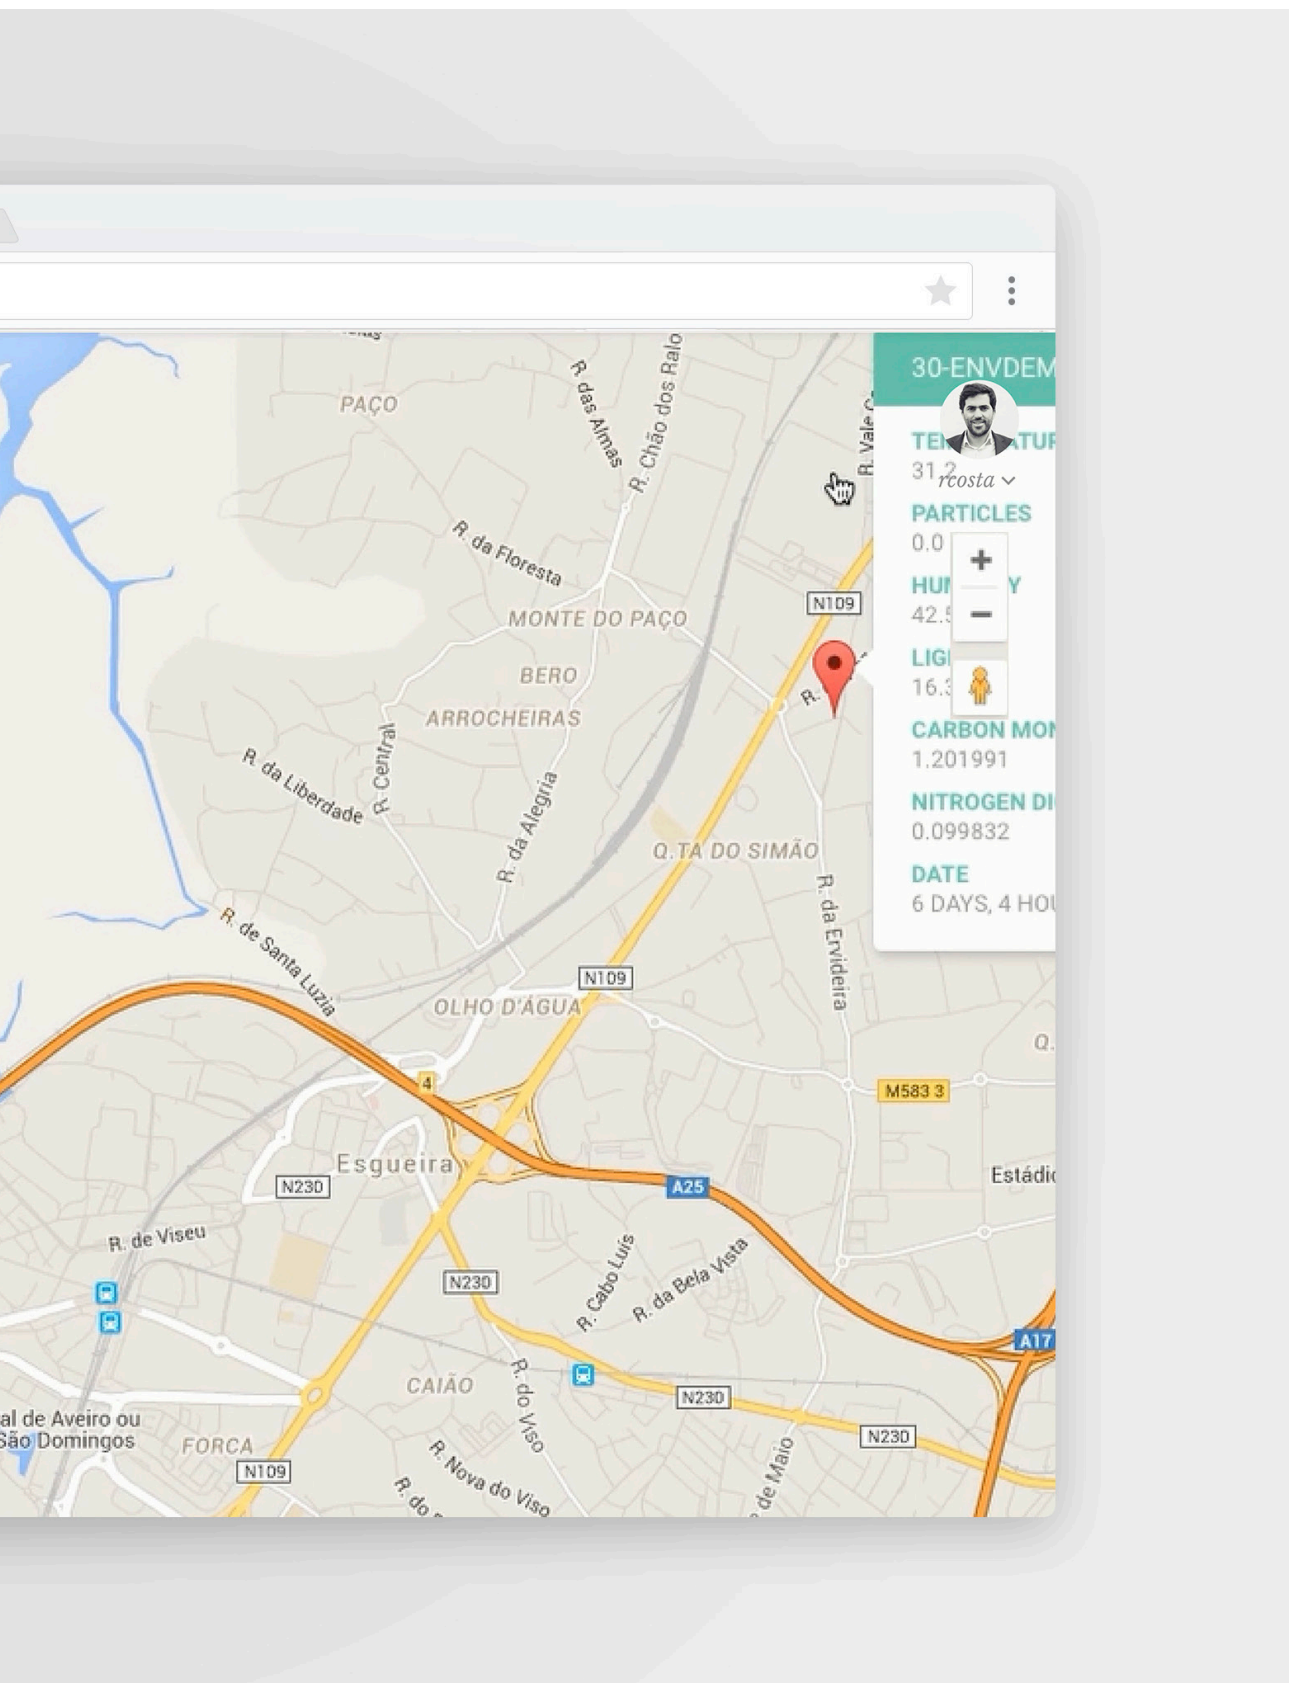 30-ENVDEM
R. das Almas
R. Chão dos Ralo
PAÇO
R. Vale
31.2
rcosta
PARTICLES
0.0
R. da Floresta
42.5
N109
MONTE DO PAÇO
BERO
16.3
R.
ARROCHEIRAS
CARBON MON
R. Central
1.201991
R. da Liberdade
R. da Alegria
NITROGEN DI
0.099832
Q.TA DO SIMÃO
DATE
6 DAYS, 4 HOU
R. da Ervideira
R. de Santa Luzia
N109
OLHO D'ÁGUA
Q.
4
M583 3
Esgueira
Estádio
N230
A25
R. de Viseu
N230
R. Cabo Luís
R. da Bela Vista
A17
CAIÃO
R. do Viso
N230
al de Aveiro ou
São Domingos
FORCA
N230
N109
R. Nova do Viso
de Maio
R. do